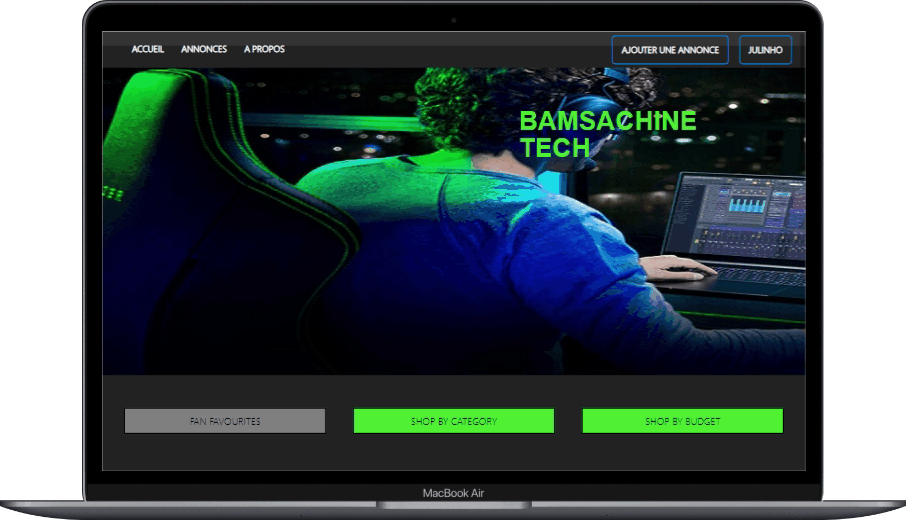 ACCUEIL ANNONCES A PROPOS AJOUTER UNE ANNONCE JULINHO
BAMSACHINE
TECH
FAN FAVOURITES SHOP BY CATEGORY SHOP BY BUDGET
MacBook Air